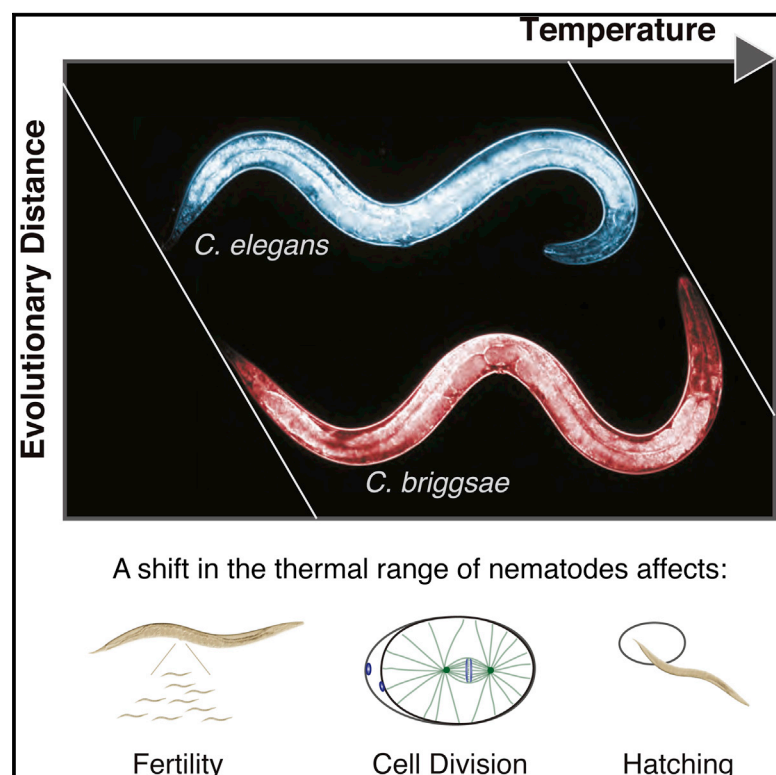 Temperature
Evolutionary Distance
C. elegans
C. briggsae
A shift in the thermal range of nematodes affects:
Fertility
Cell Division
Hatching